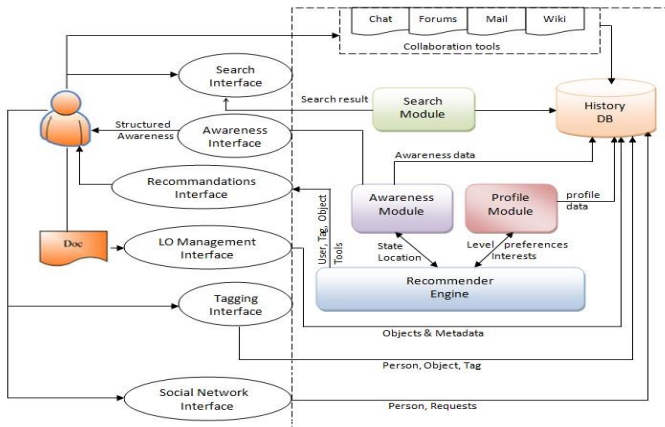 Chat
Forums
Mail
Wiki
Collaboration tools
Search
Interface
Search result
Search
Module
History
DB
Structured
Awareness
Awareness
Interface
Awareness data
Recommandations
Interface
User, Tag, Object
Tools
Awareness
Module
Profile
Module
profile
data
Doc
LO Management
Interface
State
Location
Level, preferences
Interests
Recommender
Engine
Tagging
Interface
Objects & Metadata
Person, Object, Tag
Social Network
Interface
Person, Requests